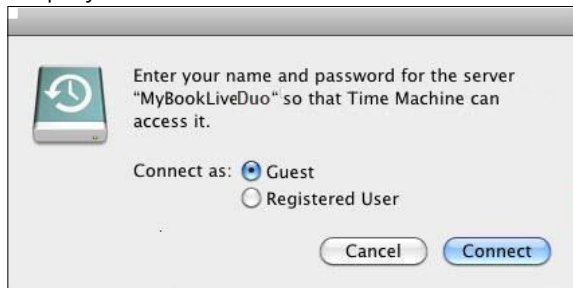 Enter your name and password for the server
“MyBookLiveDuo“ so that Time Machine can
access it.
Connect as: Guest
Registered User
Cancel Connect